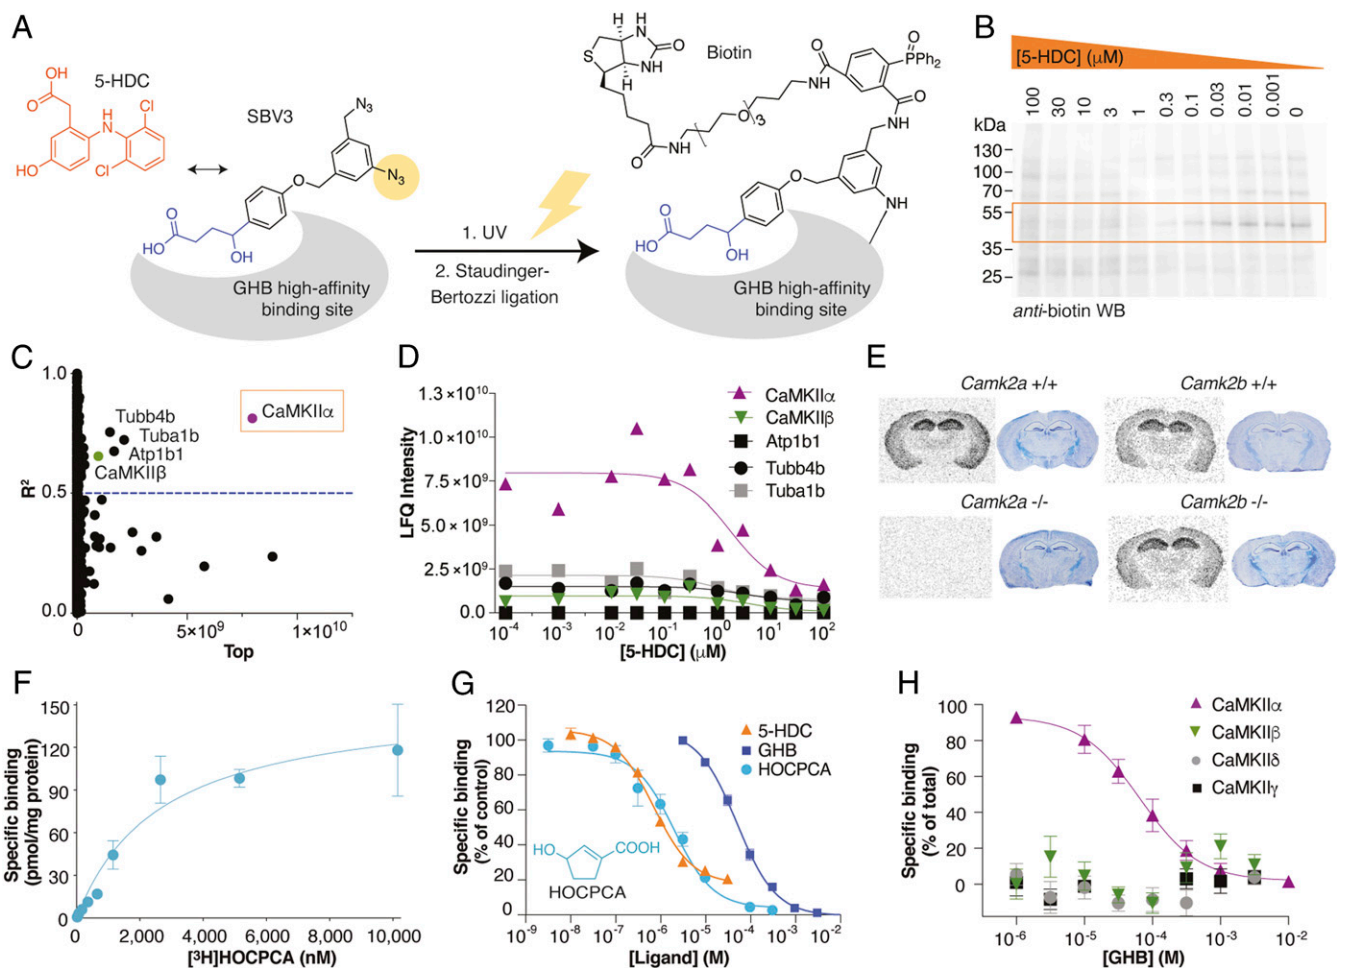 A
5-HDC
OH
O
Cl
H
N
Cl
HO
SBV3
N₃
N₃
O
O
HO
OH
GHB high-affinity
binding site
1. UV
2. Staudinger-
Bertozzi ligation
Biotin
H
H
N
S
O
NH
H
O
NH
O
3
NH
O
O
PPh₂
O
NH
O
NH
O
HO
OH
GHB high-affinity
binding site
B
[5-HDC] (µM)
100
30
10
3
1
0.3
0.1
0.03
0.01
0.001
0
kDa
130
100
70
55
35
25
anti-biotin WB
C
1.0
0.5
0.0
R²
CaMKIIα
Tubb4b
Tuba1b
Atp1b1
CaMKIIβ
0
5×10⁹
1×10¹⁰
Top
D
LFQ Intensity
1.3×10¹⁰
1.0×10¹⁰
7.5×10⁹
5.0×10⁹
2.5×10⁹
0.0
CaMKIIα
CaMKIIβ
Atp1b1
Tubb4b
Tuba1b
10⁻⁴
10⁻³
10⁻²
10⁻¹
10⁰
10¹
10²
[5-HDC] (µM)
E
Camk2a +/+
Camk2b +/+
Camk2a -/-
Camk2b -/-
F
Specific binding
(pmol/mg protein)
150
120
90
60
30
0
0
2,000
4,000
6,000
8,000
10,000
[³H]HOCPCA (nM)
G
Specific binding
(% of control)
120
100
80
60
40
20
0
5-HDC
GHB
HOCPCA
HO
COOH
HOCPCA
10⁻⁹
10⁻⁸
10⁻⁷
10⁻⁶
10⁻⁵
10⁻⁴
10⁻³
10⁻²
[Ligand] (M)
H
Specific binding
(% of total)
100
80
60
40
20
0
CaMKIIα
CaMKIIβ
CaMKIIδ
CaMKIIγ
10⁻⁶
10⁻⁵
10⁻⁴
10⁻³
10⁻²
[GHB] (M)